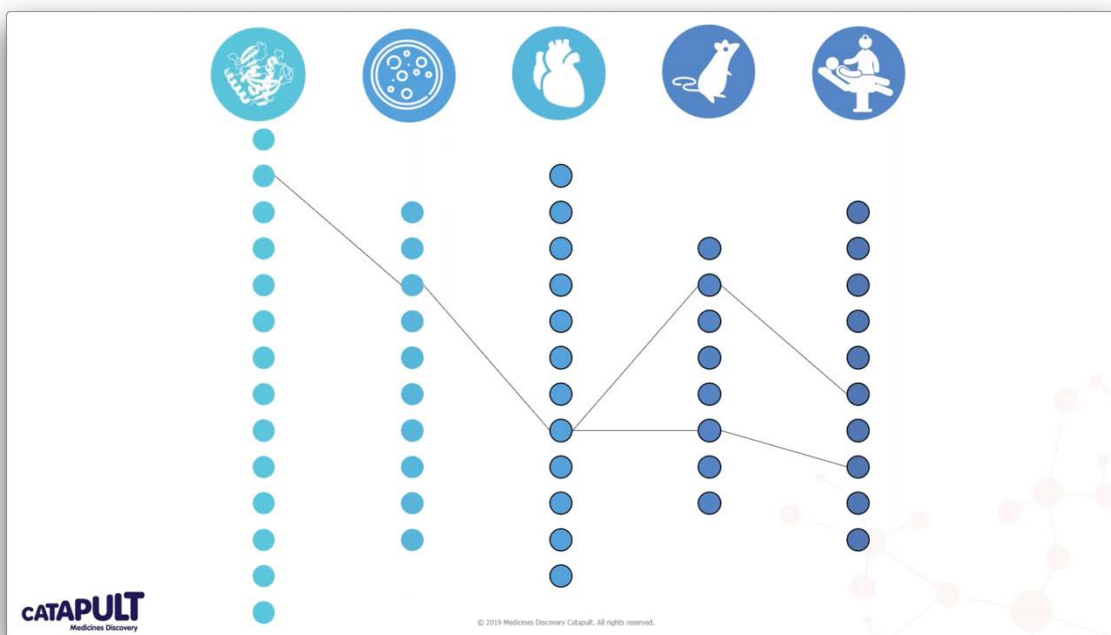 CATAPULT
Medicines Discovery
© 2019 Medicines Discovery Catapult. All rights reserved.